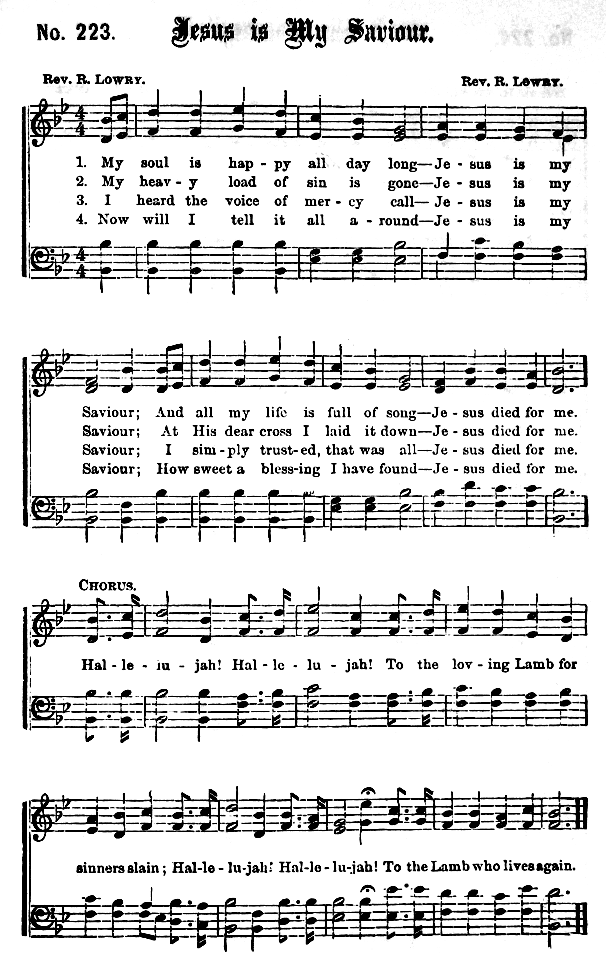 No. 223. Jesus is My Saviour.
Rev. R. Lowry. Rev. R. Lowry.
1. My soul is hap - py all day long—Je - sus is my
2. My heav - y load of sin is gone—Je - sus is my
3. I heard the voice of mer - cy call—Je - sus is my
4. Now will I tell it all a - round—Je - sus is my
Saviour; And all my life is full of song—Je - sus died for me.
Saviour; At His dear cross I laid it down—Je - sus died for me.
Saviour; I sim - ply trust - ed, that was all—Je - sus died for me.
Saviour; How sweet a bless - ing I have found—Je - sus died for me.
Chorus.
Hal - le - lu - jah! Hal - le - lu - jah! To the lov - ing Lamb for
sinners slain; Hal - le - lu - jah! Hal - le - lu - jah! To the Lamb who lives again.